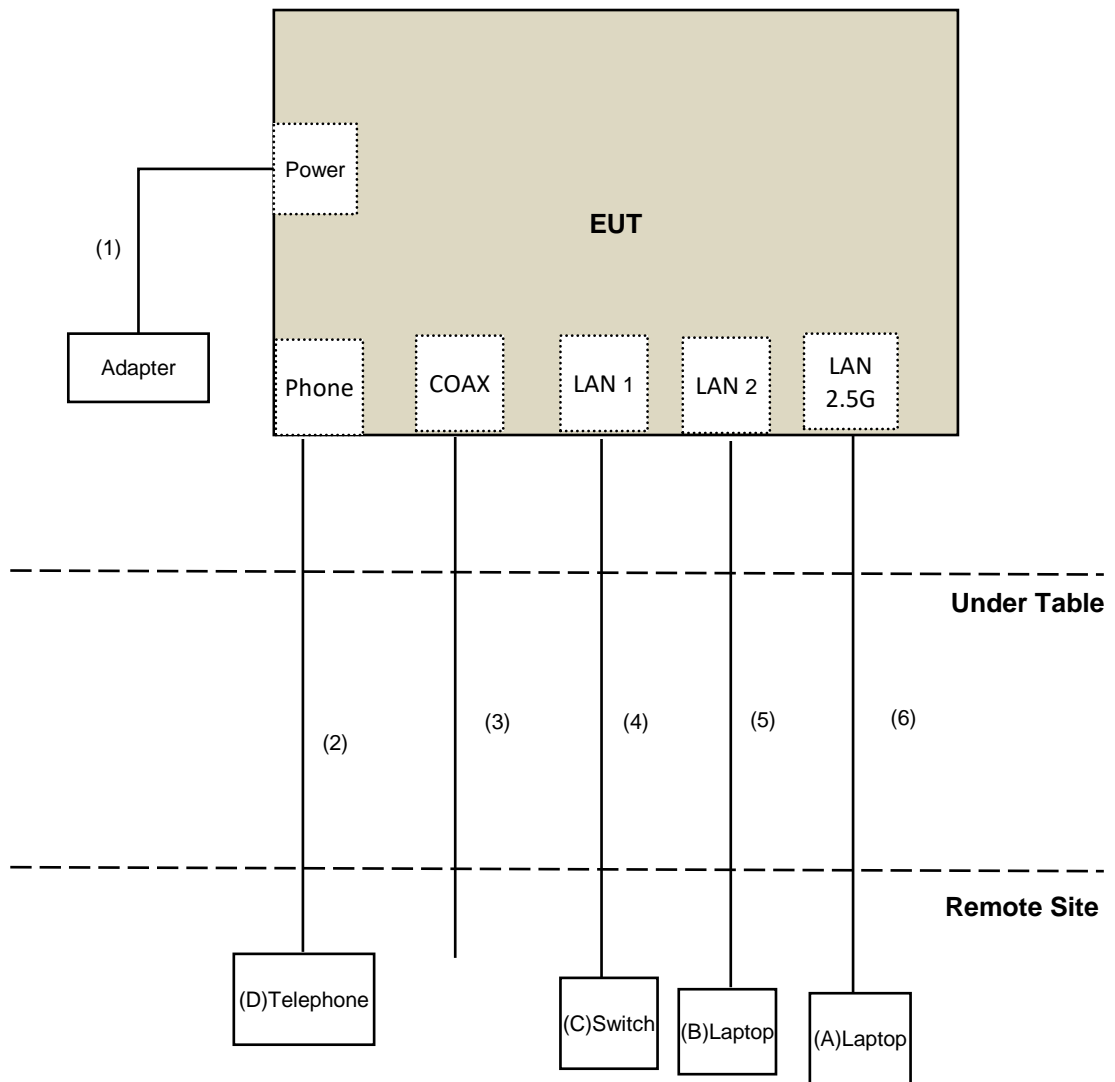 Power
EUT
(1)
Adapter
Phone
COAX
LAN 1
LAN 2
LAN
2.5G
Under Table
(2)
(3)
(4)
(5)
(6)
Remote Site
(D)Telephone
(C)Switch
(B)Laptop
(A)Laptop